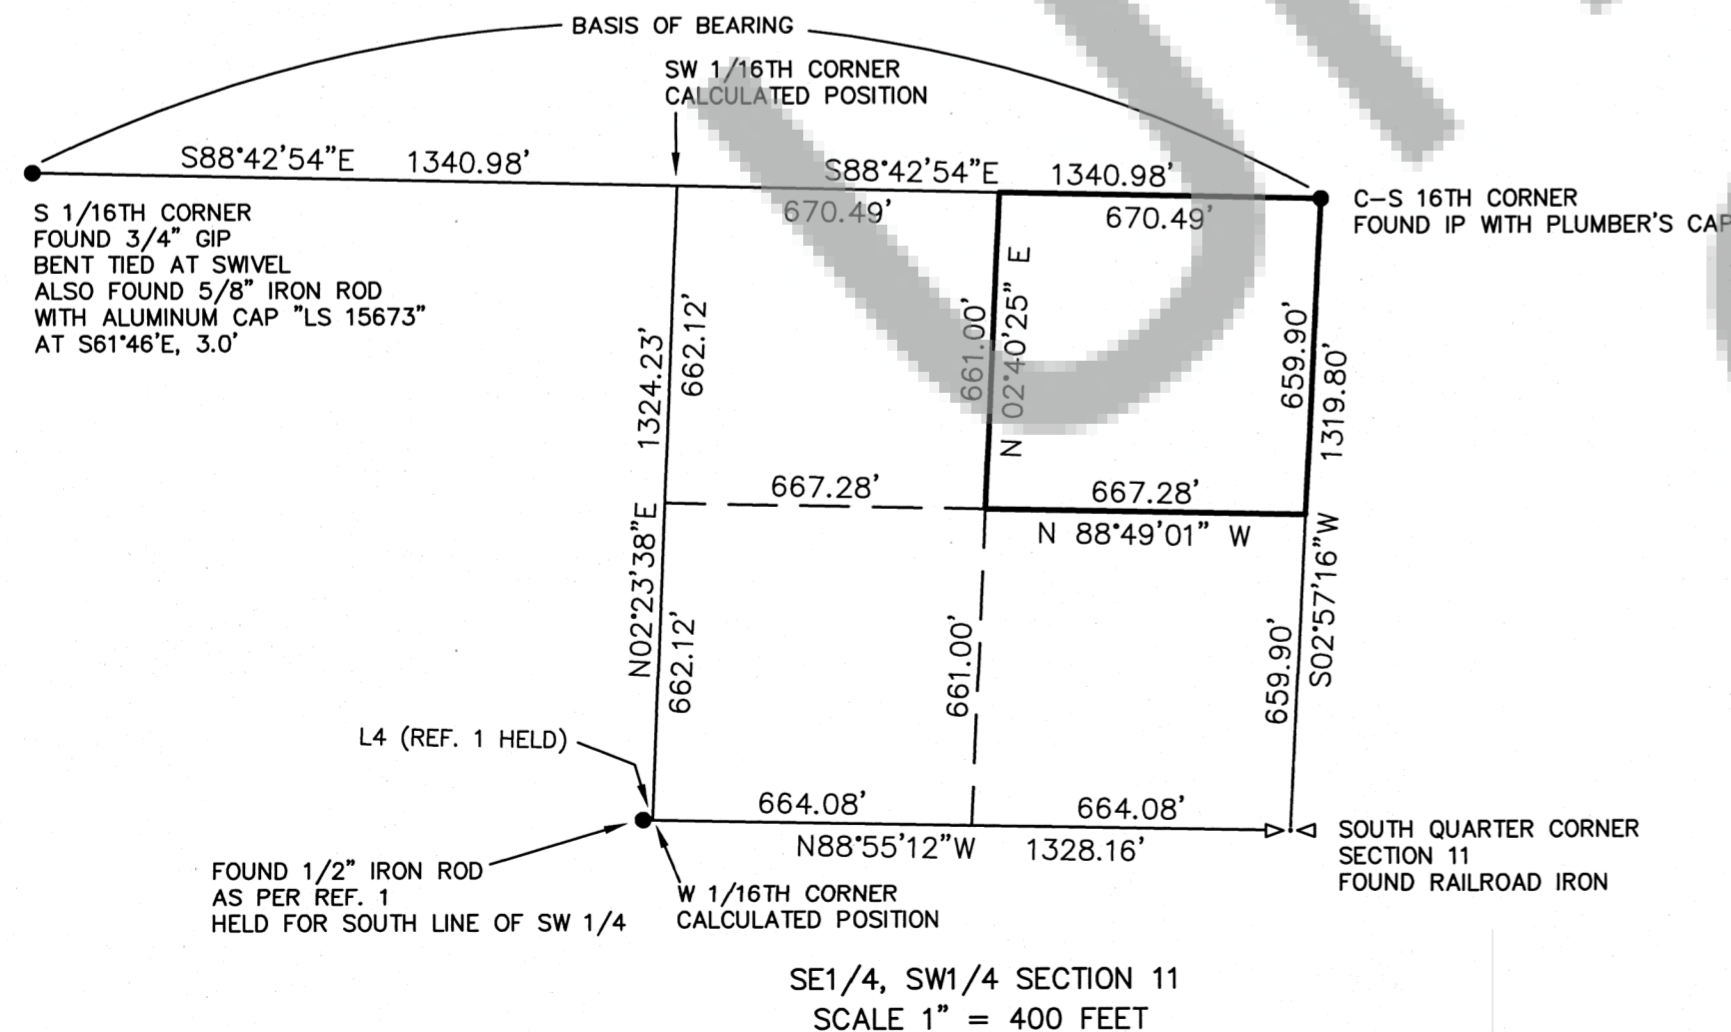 BASIS OF BEARING
SW 1/16TH CORNER
CALCULATED POSITION
S88°42'54"E 1340.98'
S88°42'54"E 1340.98'
670.49'
670.49'
S 1/16TH CORNER
FOUND 3/4" GIP
BENT TIED AT SWIVEL
ALSO FOUND 5/8" IRON ROD
WITH ALUMINUM CAP "LS 15673"
AT S61°46'E, 3.0'
C-S 16TH CORNER
FOUND IP WITH PLUMBER'S CAP
N02°23'38"E 1324.23'
662.12'
661.00'
N 02°40'25" E
659.90'
S02°57'16"W 1319.80'
667.28'
667.28'
N 88°49'01" W
662.12'
661.00'
659.90'
L4 (REF. 1 HELD)
664.08'
664.08'
N88°55'12"W 1328.16'
SOUTH QUARTER CORNER
SECTION 11
FOUND RAILROAD IRON
FOUND 1/2" IRON ROD
AS PER REF. 1
HELD FOR SOUTH LINE OF SW 1/4
W 1/16TH CORNER
CALCULATED POSITION
SE1/4, SW1/4 SECTION 11
SCALE 1" = 400 FEET